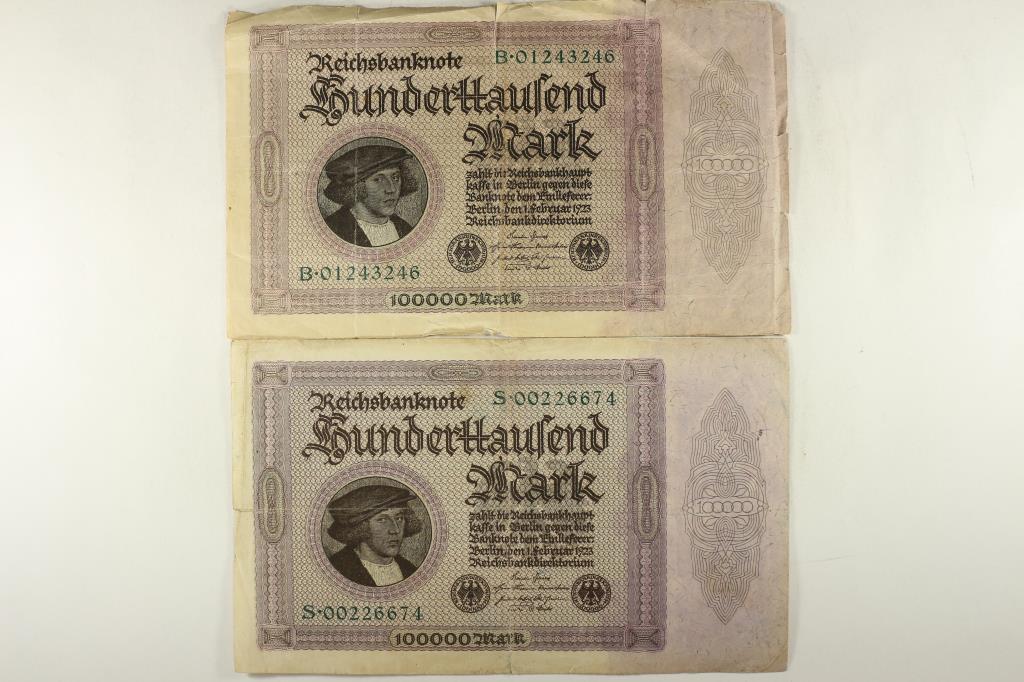 Reichsbanknote B·01243246
Hunderttausend
Mark
zahlt die Reichsbankhaupt
kasse in Berlin gegen diese
Banknote dem Einlieferer.
Berlin, den 1. Februar 1923
Reichsbankdirektorium
B·01243246
100000 Mark
100000
Reichsbanknote S·00226674
Hunderttausend
Mark
zahlt die Reichsbankhaupt
kasse in Berlin gegen diese
Banknote dem Einlieferer.
Berlin, den 1. Februar 1923
Reichsbankdirektorium
S·00226674
100000 Mark
100000